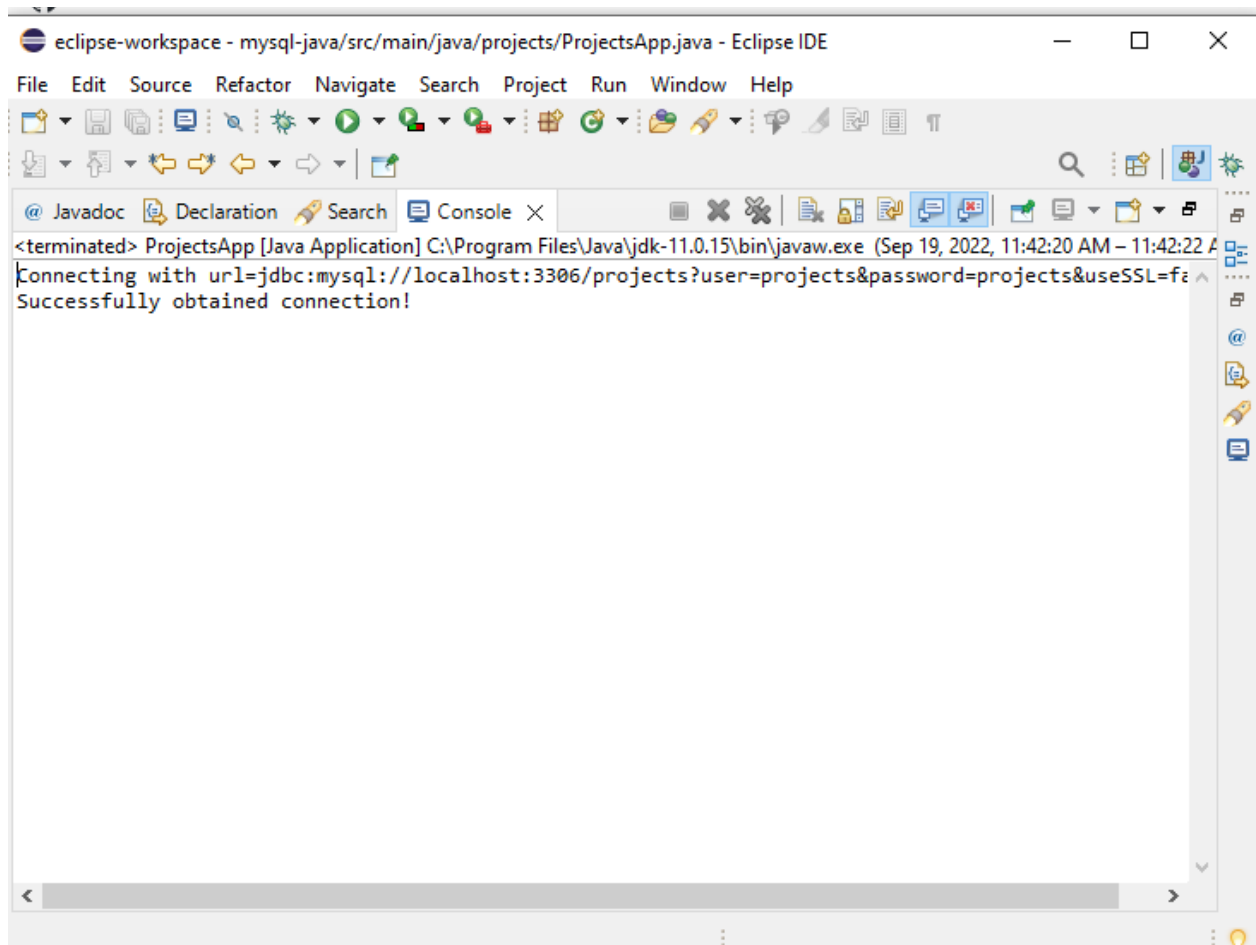 eclipse-workspace - mysql-java/src/main/java/projects/ProjectsApp.java - Eclipse IDE
File Edit Source Refactor Navigate Search Project Run Window Help
@ Javadoc Declaration Search Console
<terminated> ProjectsApp [Java Application] C:\Program Files\Java\jdk-11.0.15\bin\javaw.exe (Sep 19, 2022, 11:42:20 AM – 11:42:22 A
Connecting with url=jdbc:mysql://localhost:3306/projects?user=projects&password=projects&useSSL=fa
Successfully obtained connection!